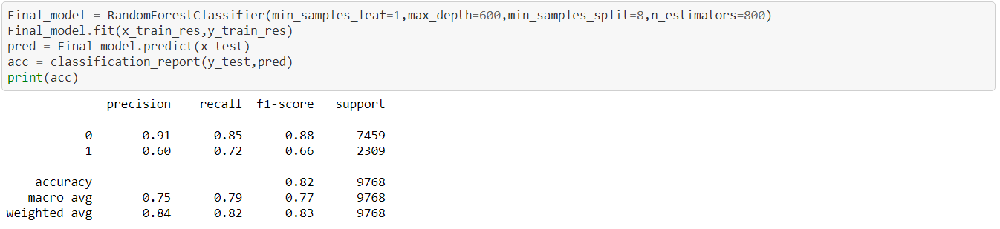 Final_model = RandomForestClassifier(min_samples_leaf=1,max_depth=600,min_samples_split=8,n_estimators=800)
Final_model.fit(x_train_res,y_train_res)
pred = Final_model.predict(x_test)
acc = classification_report(y_test,pred)
print(acc)
precision recall f1-score support
0 0.91 0.85 0.88 7459
1 0.60 0.72 0.66 2309
accuracy 0.82 9768
macro avg 0.75 0.79 0.77 9768
weighted avg 0.84 0.82 0.83 9768